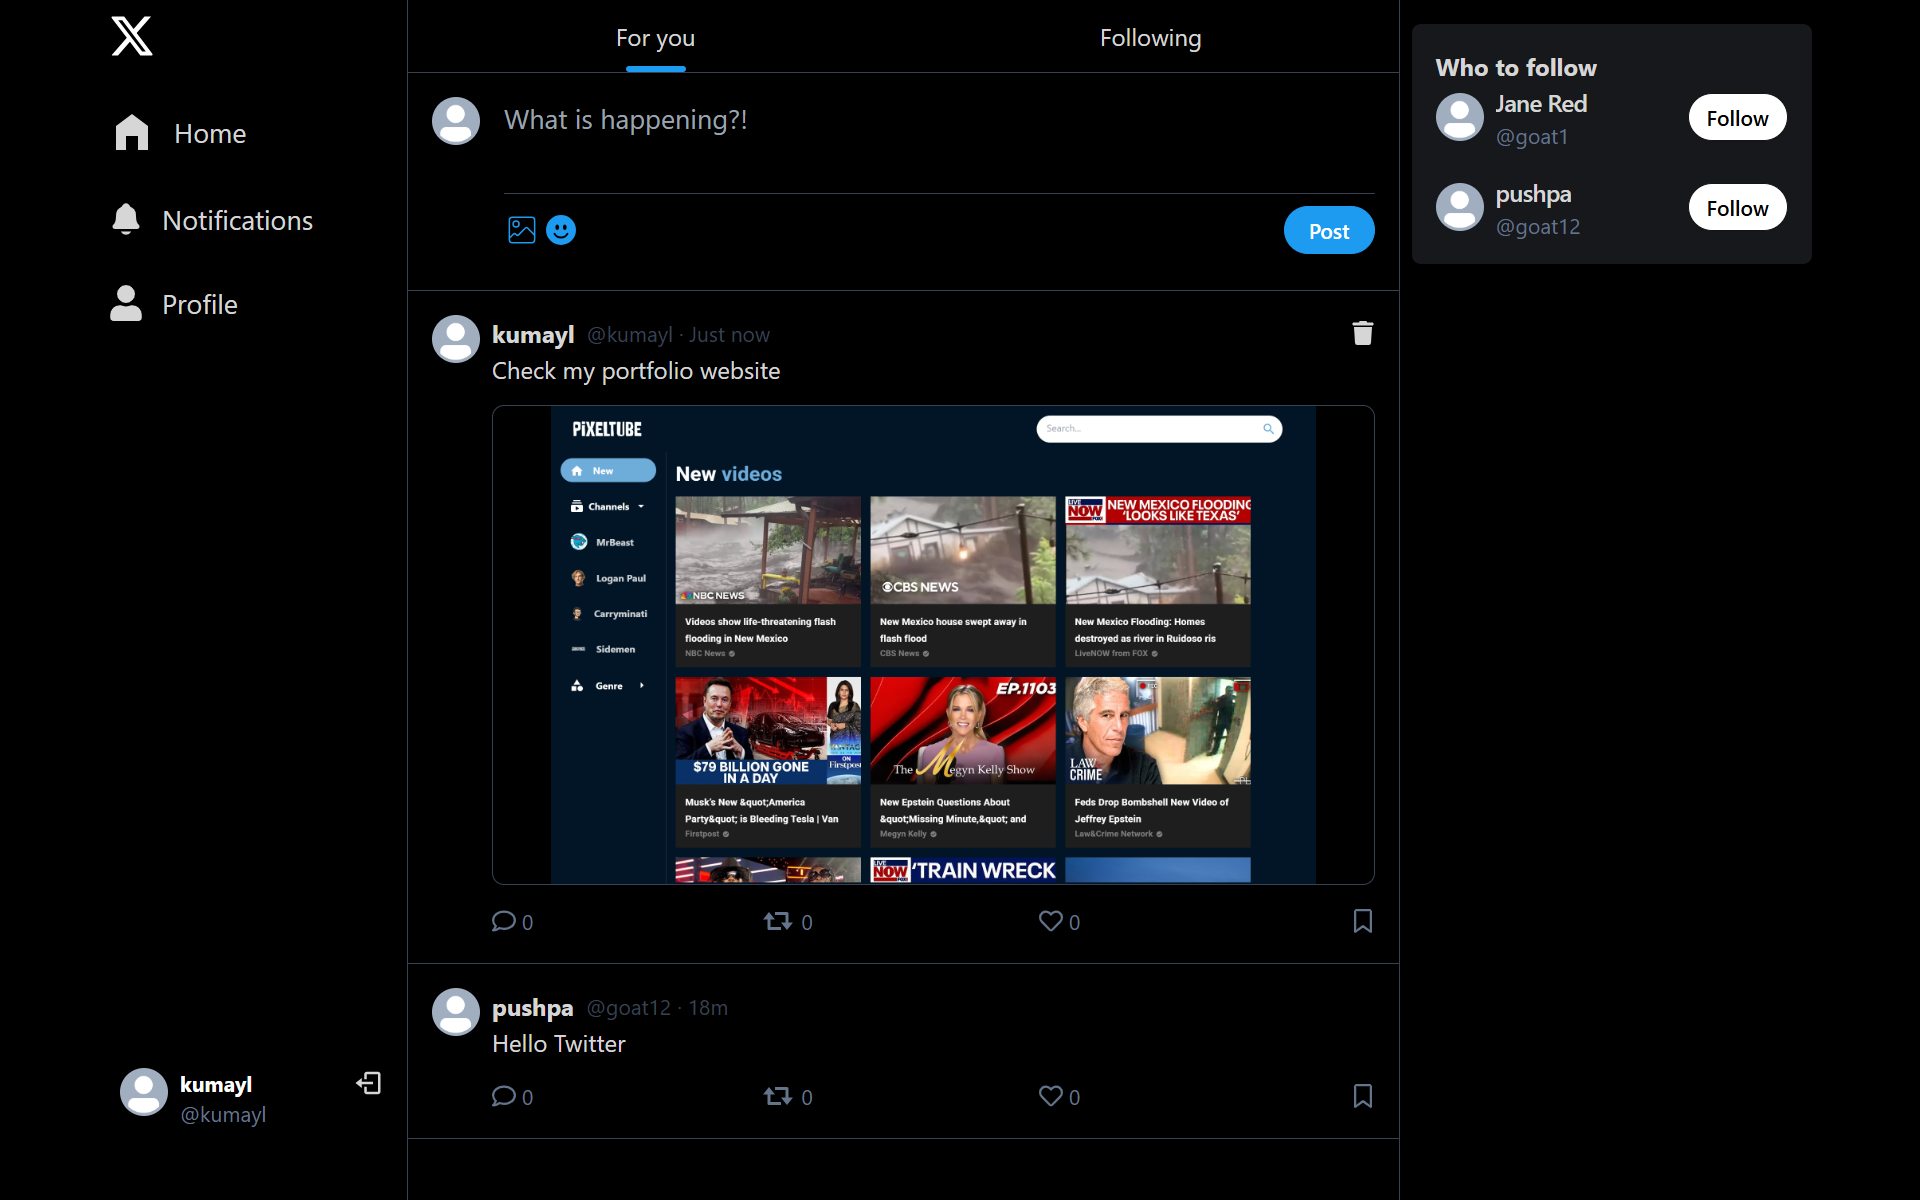 Home
Notifications
Profile
kumayl
@kumayl
For you
Following
What is happening?!
Post
kumayl @kumayl · Just now
Check my portfolio website
PiXELTUBE
Search...
New
Channels
MrBeast
Logan Paul
Carryminati
Sidemen
Genre
New videos
NBC NEWS
Videos show life-threatening flash
flooding in New Mexico
NBC News
CBS NEWS
New Mexico house swept away in
flash flood
CBS News
LIVE
NOW
FOX
NEW MEXICO FLOODING
'LOOKS LIKE TEXAS'
New Mexico Flooding: Homes
destroyed as river in Ruidoso ris
LiveNOW from FOX
$79 BILLION GONE
IN A DAY
ON
Firstpost
Musk's New &quot;America
Party&quot; is Bleeding Tesla | Van
Firstpost
EP.1103
The Megyn Kelly Show
New Epstein Questions About
&quot;Missing Minute,&quot; and
Megyn Kelly
LAW
CRIME
Feds Drop Bombshell New Video of
Jeffrey Epstein
Law&Crime Network
LIVE
NOW
FOX
'TRAIN WRECK
0
0
0
pushpa @goat12 · 18m
Hello Twitter
0
0
0
Who to follow
Jane Red
@goat1
Follow
pushpa
@goat12
Follow